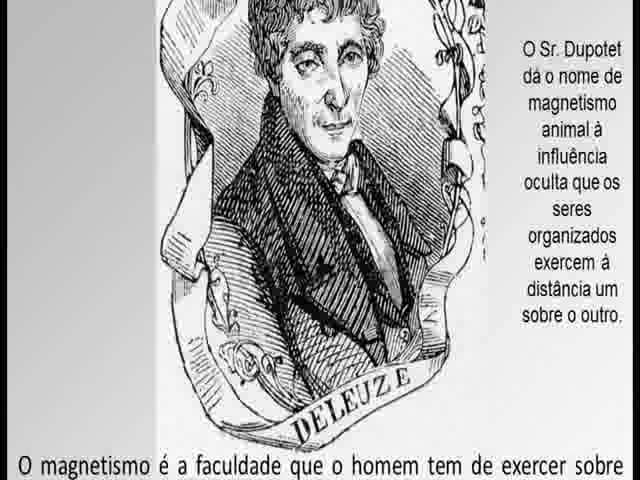 O Sr. Dupotet
dá o nome de
magnetismo
animal à
influência
oculta que os
seres
organizados
exercem à
distância um
sobre o outro.
DELEUZE
O magnetismo é a faculdade que o homem tem de exercer sobre